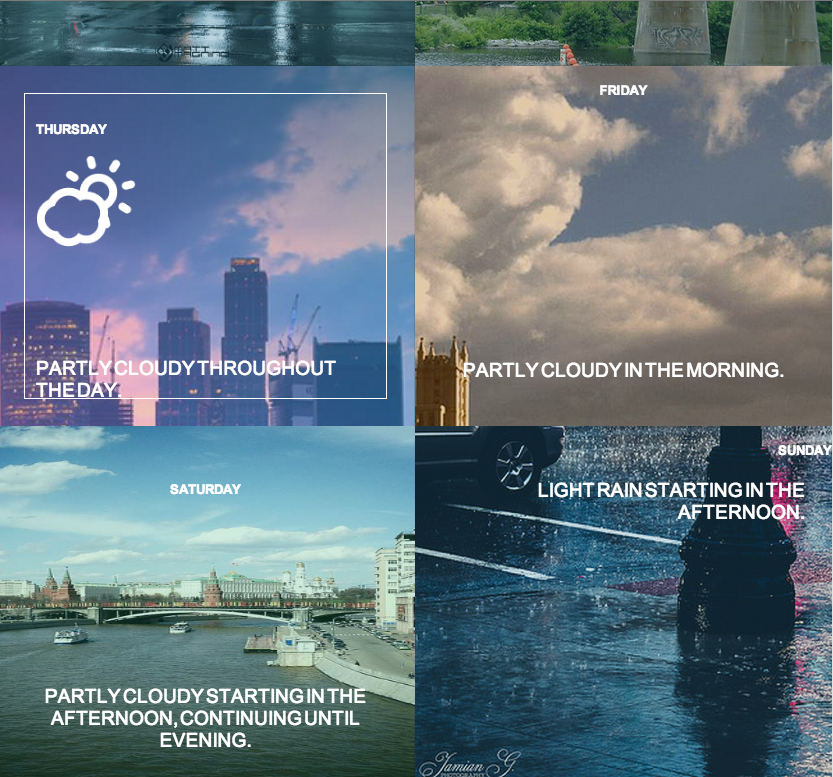 THURSDAY
PARTLY CLOUDY THROUGHOUT
THE DAY.
FRIDAY
PARTLY CLOUDY IN THE MORNING.
SATURDAY
PARTLY CLOUDY STARTING IN THE
AFTERNOON, CONTINUING UNTIL
EVENING.
SUNDAY
LIGHT RAIN STARTING IN THE
AFTERNOON.
Jamian G.
PHOTOGRAPHY